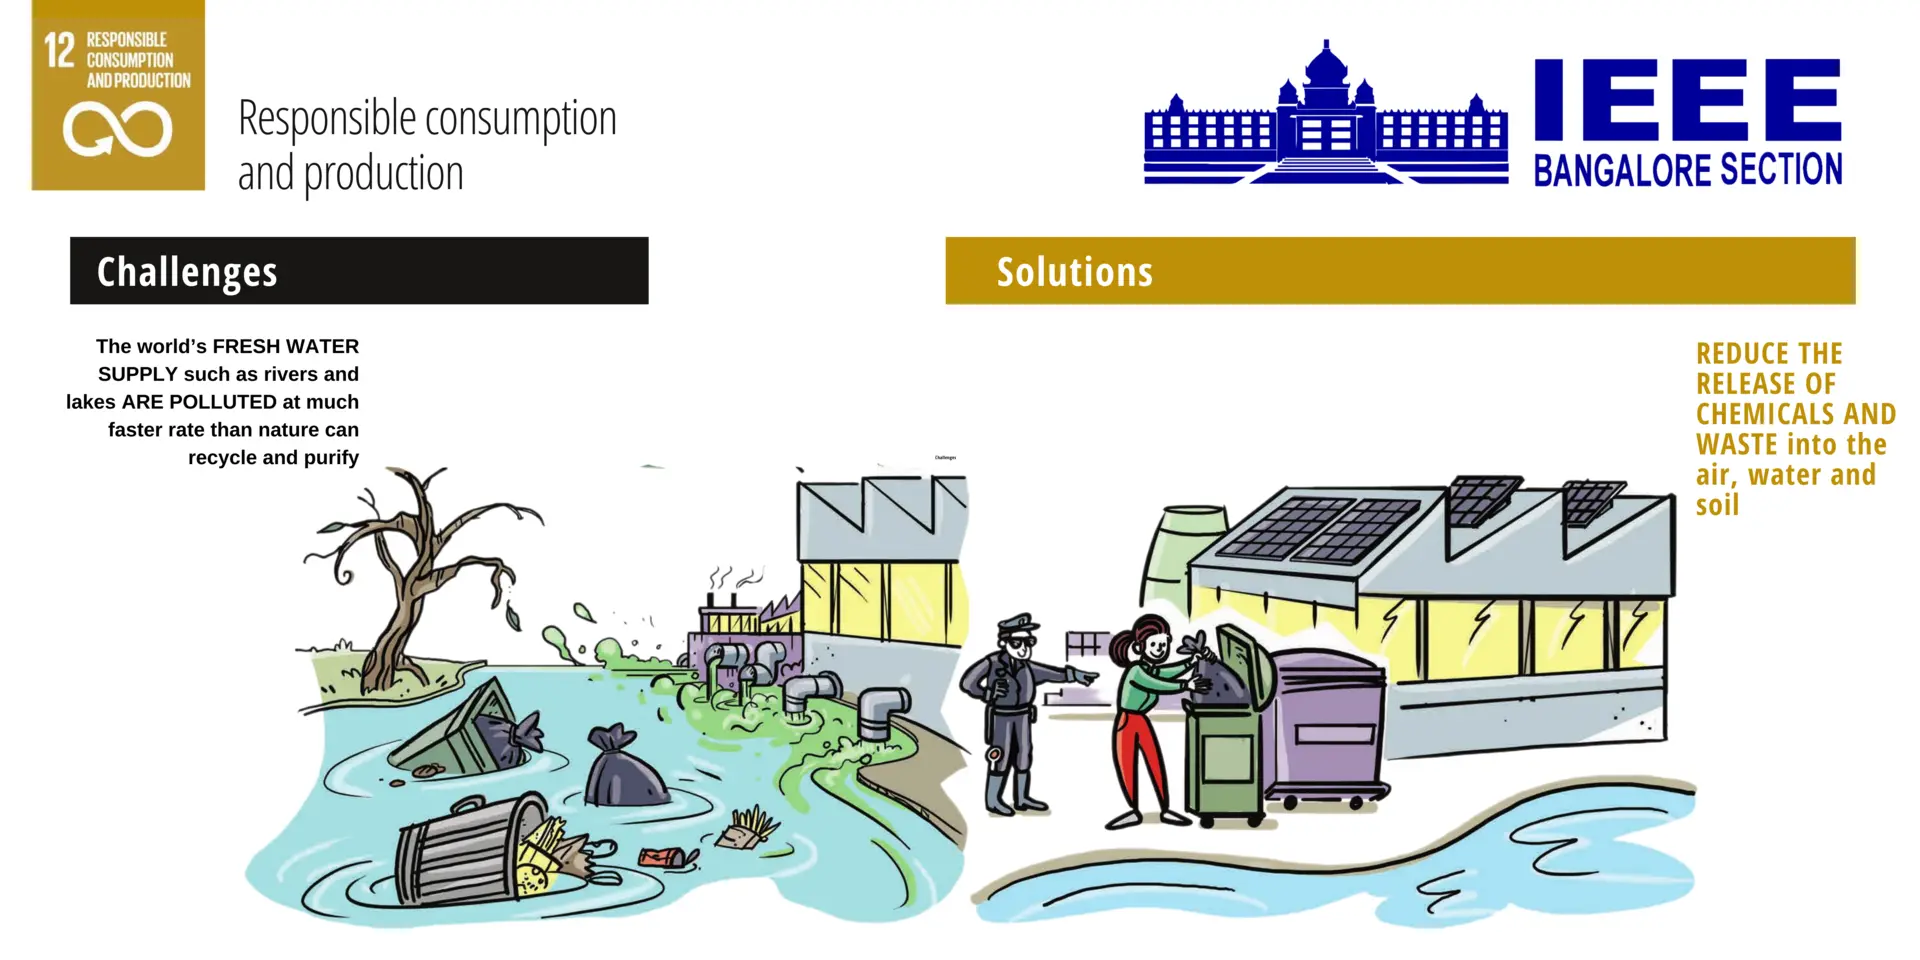 12 RESPONSIBLE
CONSUMPTION
AND PRODUCTION
Responsible consumption
and production
IEEE
BANGALORE SECTION
Challenges
The world’s FRESH WATER
SUPPLY such as rivers and
lakes ARE POLLUTED at much
faster rate than nature can
recycle and purify
Challenges
Solutions
REDUCE THE
RELEASE OF
CHEMICALS AND
WASTE into the
air, water and
soil